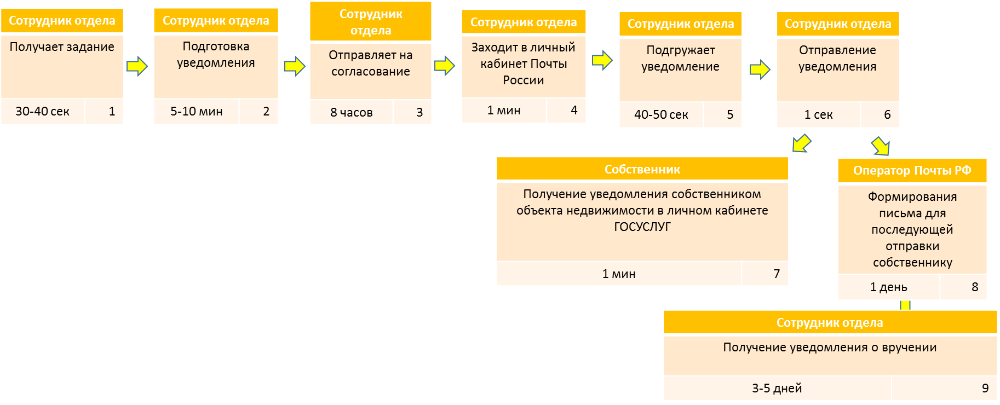 Сотрудник отдела
Получает задание
30-40 сек
1
Сотрудник отдела
Подготовка
уведомления
5-10 мин
2
Сотрудник
отдела
Отправляет на
согласование
8 часов
3
Сотрудник отдела
Заходит в личный
кабинет Почты
России
1 мин
4
Сотрудник отдела
Подгружает
уведомление
40-50 сек
5
Сотрудник отдела
Отправление
уведомления
1 сек
6
Собственник
Получение уведомления собственником
объекта недвижимости в личном кабинете
ГОСУСЛУГ
1 мин
7
Оператор Почты РФ
Формирования
письма для
последующей
отправки
собственнику
1 день
8
Сотрудник отдела
Получение уведомления о вручении
3-5 дней
9